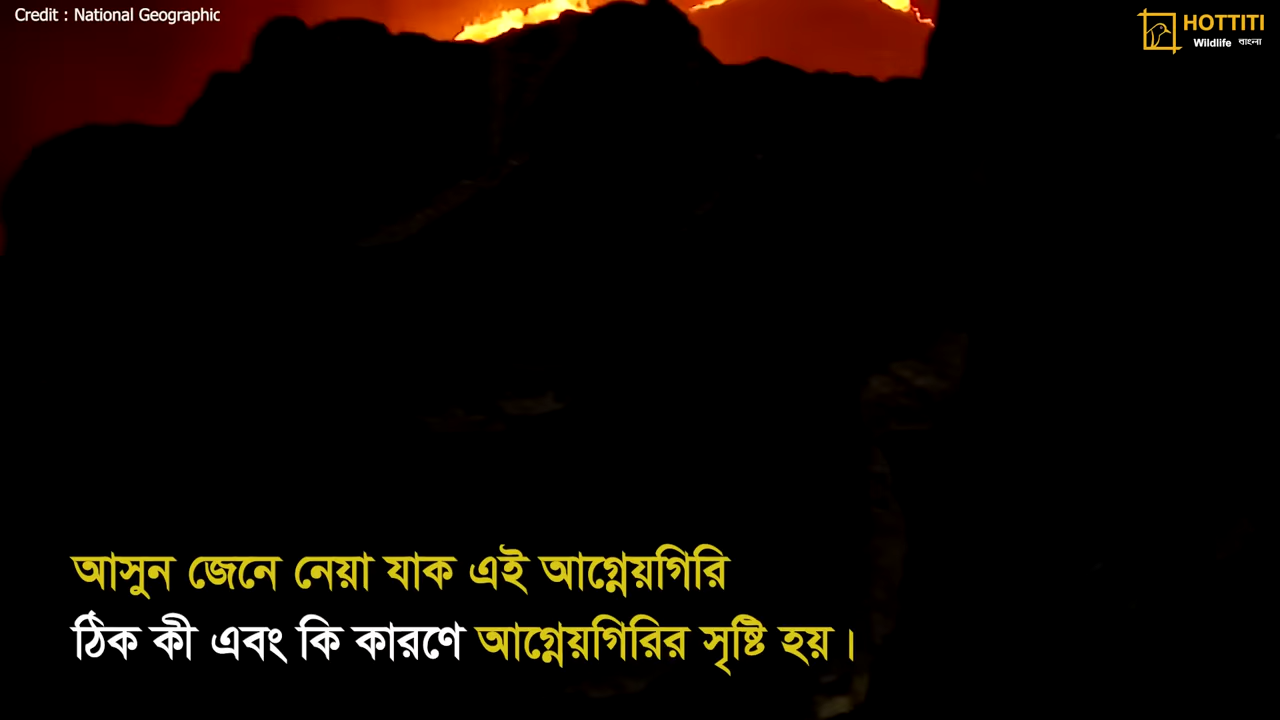 Credit : National Geographic
HOTTITI
Wildlife বাংলা
আসুন জেনে নেয়া যাক এই আগ্নেয়গিরি
ঠিক কী এবং কি কারণে আগ্নেয়গিরির সৃষ্টি হয়।